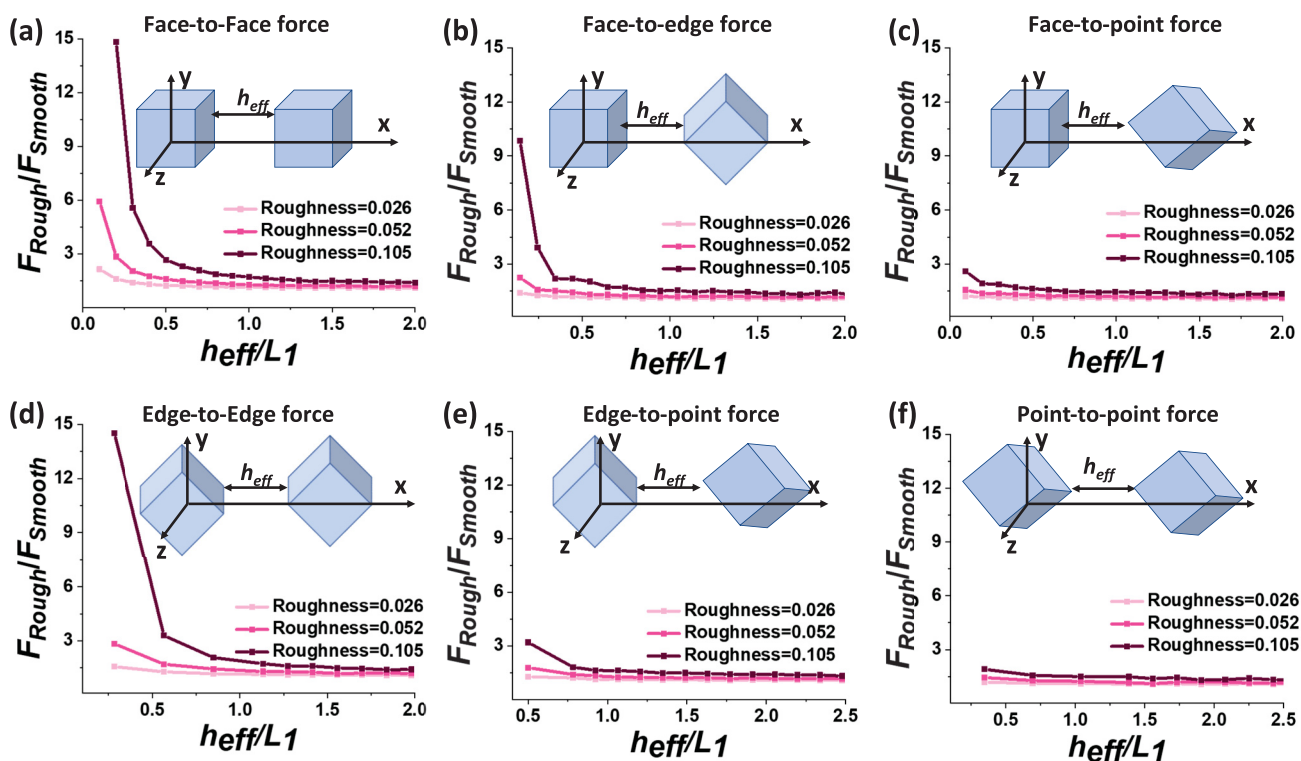 (a) Face-to-Face force
F_Rough/F_Smooth
15
12
9
6
3
y
h_eff
x
z
Roughness=0.026
Roughness=0.052
Roughness=0.105
0.0 0.5 1.0 1.5 2.0
h_eff/L_1
(b) Face-to-edge force
F_Rough/F_Smooth
15
12
9
6
3
y
h_eff
x
z
Roughness=0.026
Roughness=0.052
Roughness=0.105
0.5 1.0 1.5 2.0
h_eff/L_1
(c) Face-to-point force
F_Rough/F_Smooth
15
12
9
6
3
y
h_eff
x
z
Roughness=0.026
Roughness=0.052
Roughness=0.105
0.0 0.5 1.0 1.5 2.0
h_eff/L_1
(d) Edge-to-Edge force
F_Rough/F_Smooth
15
12
9
6
3
y
h_eff
x
z
Roughness=0.026
Roughness=0.052
Roughness=0.105
0.5 1.0 1.5 2.0
h_eff/L_1
(e) Edge-to-point force
F_Rough/F_Smooth
15
12
9
6
3
y
h_eff
x
z
Roughness=0.026
Roughness=0.052
Roughness=0.105
0.5 1.0 1.5 2.0 2.5
h_eff/L_1
(f) Point-to-point force
F_Rough/F_Smooth
15
12
9
6
3
y
h_eff
x
z
Roughness=0.026
Roughness=0.052
Roughness=0.105
0.5 1.0 1.5 2.0 2.5
h_eff/L_1